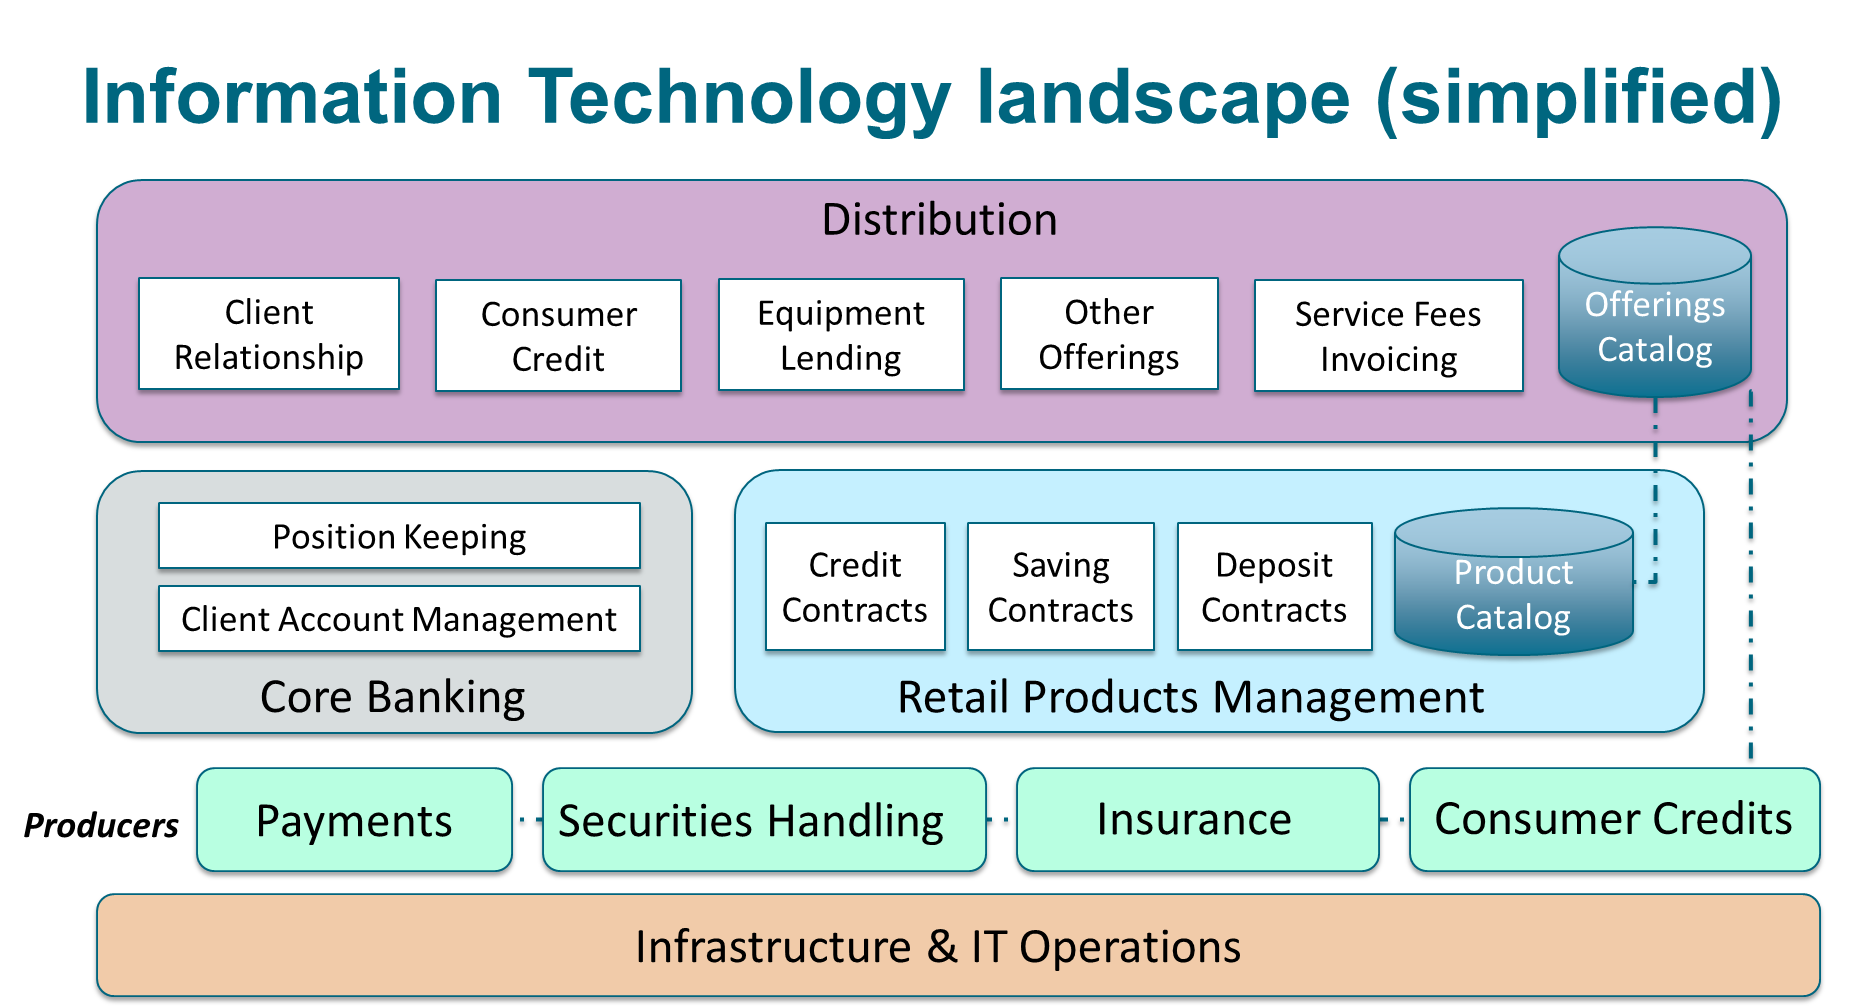 Information Technology landscape (simplified)
Distribution
Client
Relationship
Consumer
Credit
Equipment
Lending
Other
Offerings
Service Fees
Invoicing
Offerings
Catalog
Position Keeping
Client Account Management
Core Banking
Credit
Contracts
Saving
Contracts
Deposit
Contracts
Product
Catalog
Retail Products Management
Producers
Payments
Securities Handling
Insurance
Consumer Credits
Infrastructure & IT Operations